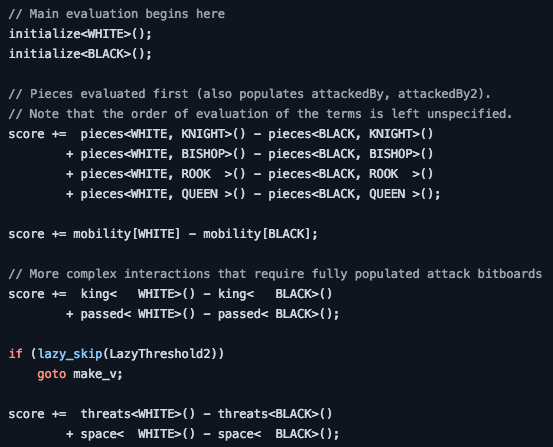 // Main evaluation begins here
initialize<WHITE>();
initialize<BLACK>();

// Pieces evaluated first (also populates attackedBy, attackedBy2).
// Note that the order of evaluation of the terms is left unspecified.
score +=  pieces<WHITE, KNIGHT>() - pieces<BLACK, KNIGHT>()
        + pieces<WHITE, BISHOP>() - pieces<BLACK, BISHOP>()
        + pieces<WHITE, ROOK  >() - pieces<BLACK, ROOK  >()
        + pieces<WHITE, QUEEN >() - pieces<BLACK, QUEEN >();

score += mobility[WHITE] - mobility[BLACK];

// More complex interactions that require fully populated attack bitboards
score +=  king<   WHITE>() - king<   BLACK>()
        + passed< WHITE>() - passed< BLACK>();

if (lazy_skip(LazyThreshold2))
    goto make_v;

score +=  threats<WHITE>() - threats<BLACK>()
        + space<  WHITE>() - space<  BLACK>();